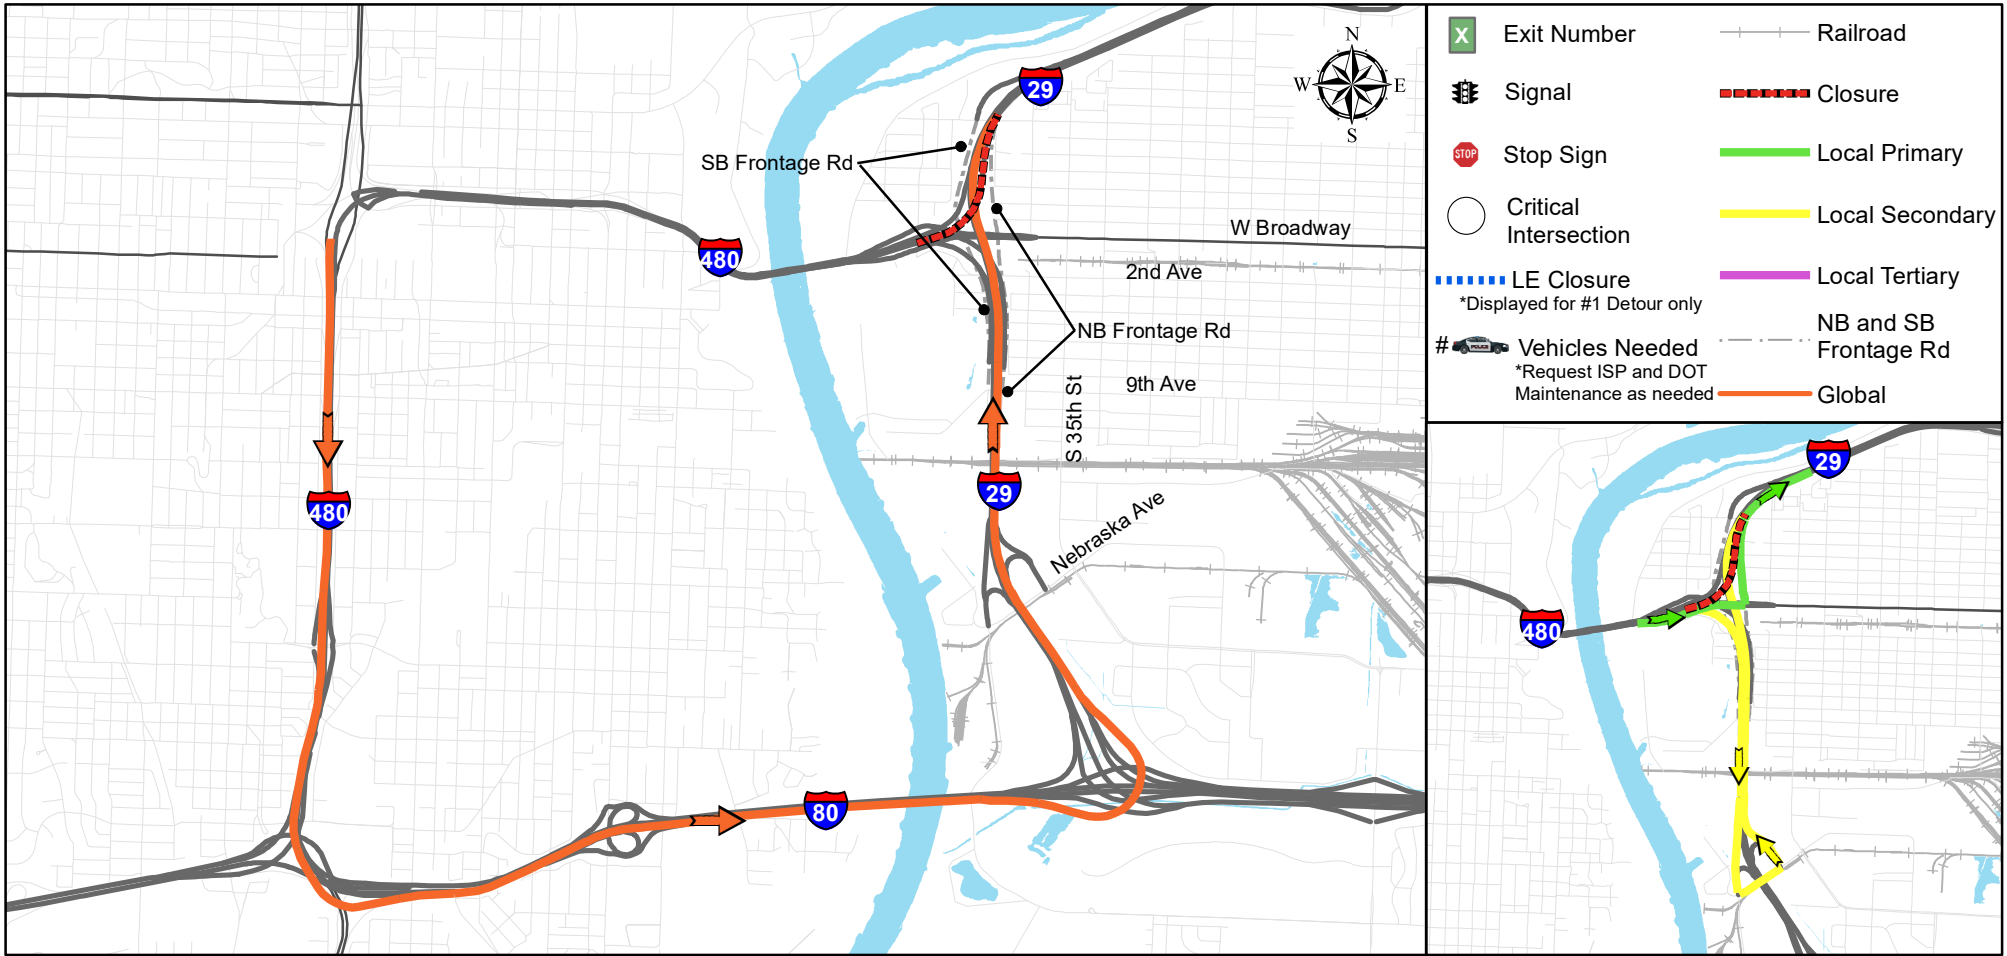 29
N
W
E
S
SB Frontage Rd
W Broadway
480
2nd Ave
NB Frontage Rd
9th Ave
S 35th St
480
29
Nebraska Ave
80
X
Exit Number
Signal
STOP
Stop Sign
Critical
Intersection
LE Closure
*Displayed for #1 Detour only
#
POLICE
Vehicles Needed
*Request ISP and DOT
Maintenance as needed
Railroad
Closure
Local Primary
Local Secondary
Local Tertiary
NB and SB
Frontage Rd
Global
29
480